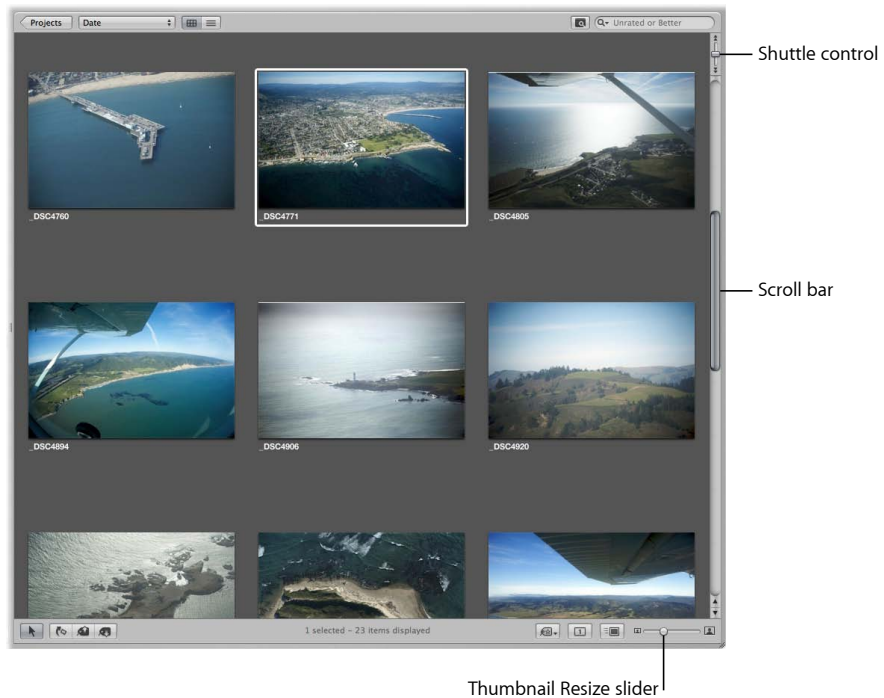 Projects
Date
Unrated or Better
Shuttle control
_DSC4760
_DSC4771
_DSC4805
Scroll bar
_DSC4894
_DSC4906
_DSC4920
1 selected – 23 items displayed
Thumbnail Resize slider